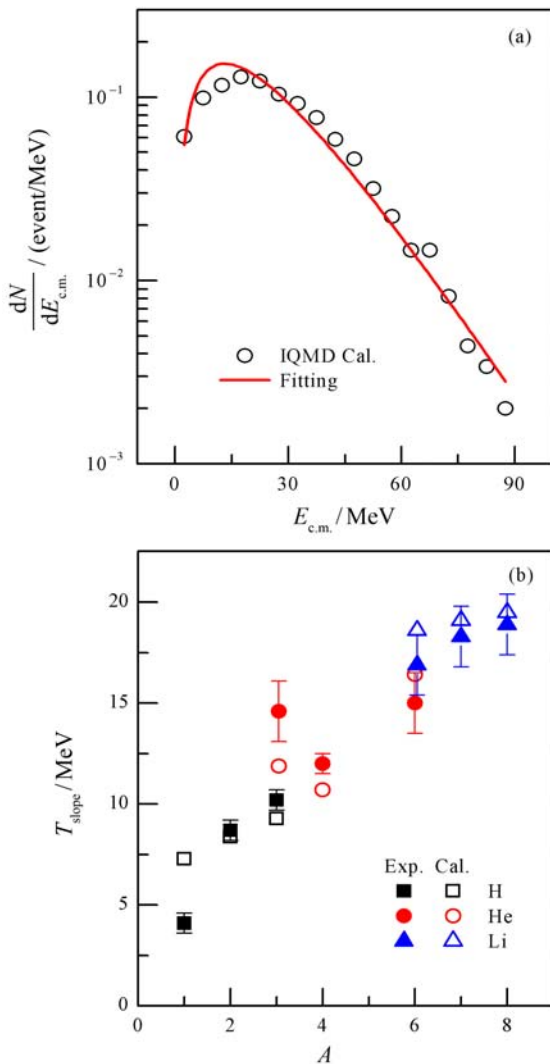 (a)
10⁻¹
10⁻²
10⁻³
dN/dE_c.m. / (event/MeV)
IQMD Cal.
Fitting
0 30 60 90
E_c.m. / MeV
(b)
20
15
10
5
0
T_slope / MeV
Exp. Cal.
H
He
Li
0 2 4 6 8
A